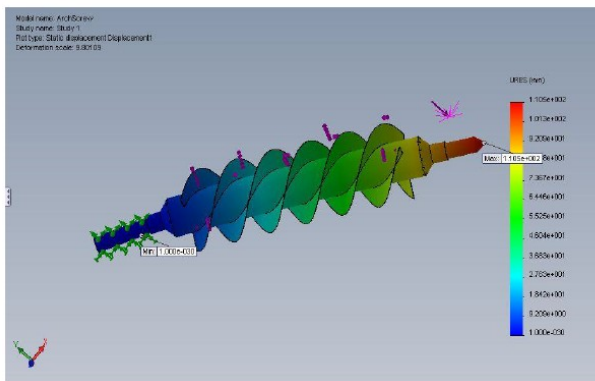 Model name: ArchScrew
Study name: Study 1
Plot type: Static displacement Displacement1
Deformation scale: 9.80109
URES (mm)
1.105e+002
1.013e+002
9.209e+001
8e+001
7.367e+001
6.446e+001
5.525e+001
4.604e+001
3.683e+001
2.763e+001
1.842e+001
9.209e+000
1.000e-030
Max: 1.105e+002
Min: 1.000e-030
Y
X